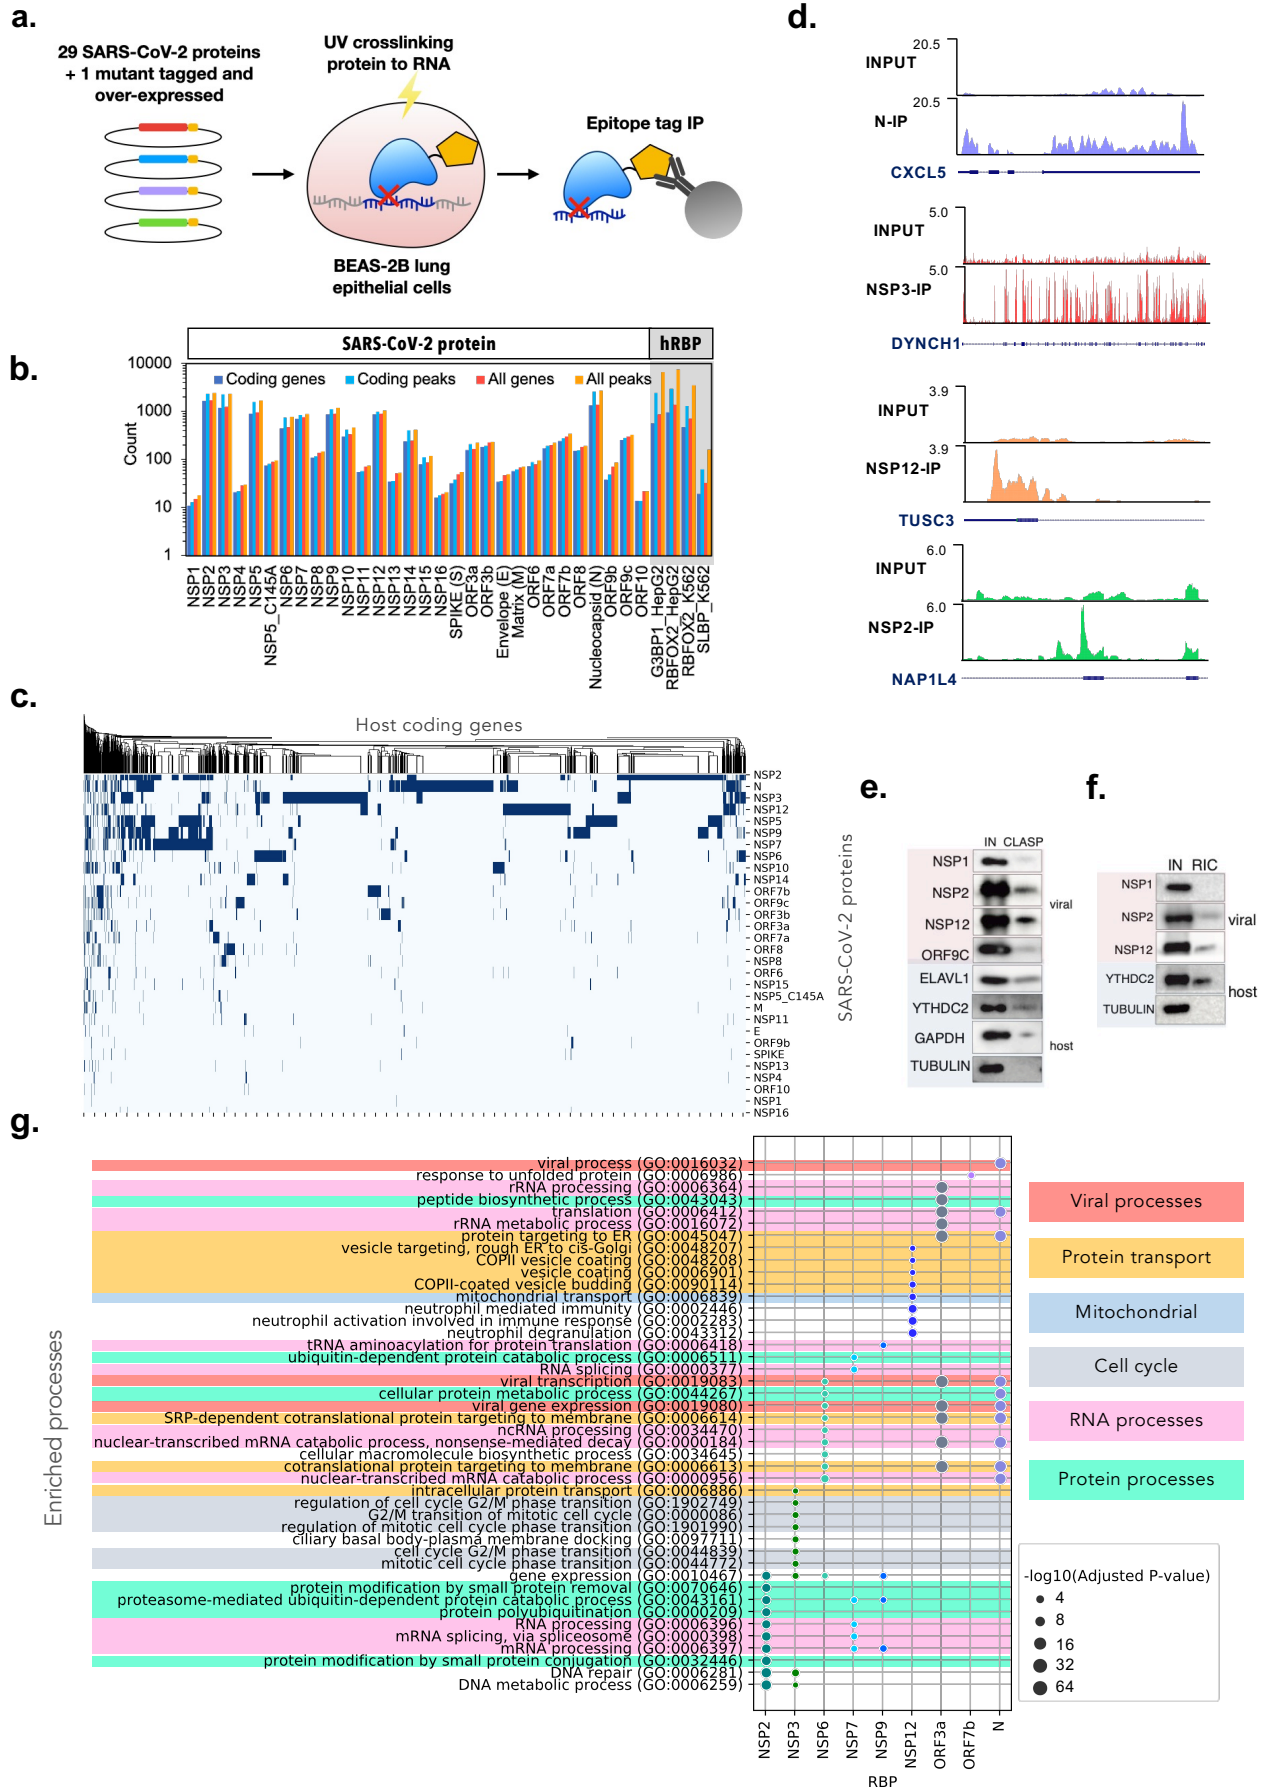 a.
29 SARS-CoV-2 proteins
+ 1 mutant tagged and
over-expressed
UV crosslinking
protein to RNA
BEAS-2B lung
epithelial cells
Epitope tag IP
b.
SARS-CoV-2 protein
hRBP
Coding genes
Coding peaks
All genes
All peaks
Count
10000
1000
100
10
1
NSP1
NSP2
NSP3
NSP4
NSP5
NSP5_C145A
NSP6
NSP7
NSP8
NSP9
NSP10
NSP11
NSP12
NSP13
NSP14
NSP15
NSP16
SPIKE (S)
ORF3a
ORF3b
Envelope (E)
Matrix (M)
ORF6
ORF7a
ORF7b
ORF8
Nucleocapsid (N)
ORF9b
ORF9c
ORF10
G3BP1_HepG2
RBFOX2_HepG2
RBFOX2_K562
SLBP_K562
c.
Host coding genes
NSP2
N
NSP3
NSP12
NSP5
NSP9
NSP7
NSP6
NSP10
NSP14
ORF7b
ORF9c
ORF3b
ORF3a
ORF7a
ORF8
NSP8
ORF6
NSP15
NSP5_C145A
M
NSP11
E
ORF9b
SPIKE
NSP13
NSP4
ORF10
NSP1
NSP16
SARS-CoV-2 proteins
d.
20.5
INPUT
20.5
N-IP
CXCL5
5.0
INPUT
5.0
NSP3-IP
DYNCH1
3.9
INPUT
3.9
NSP12-IP
TUSC3
6.0
INPUT
6.0
NSP2-IP
NAP1L4
e.
IN CLASP
NSP1
NSP2
NSP12
ORF9C
viral
ELAVL1
YTHDC2
GAPDH
TUBULIN
host
f.
IN RIC
NSP1
NSP2
NSP12
viral
YTHDC2
TUBULIN
host
g.
Enriched processes
viral process (GO:0016032)
response to unfolded protein (GO:0006986)
rRNA processing (GO:0006364)
peptide biosynthetic process (GO:0043043)
translation (GO:0006412)
rRNA metabolic process (GO:0016072)
protein targeting to ER (GO:0045047)
vesicle targeting, rough ER to cis-Golgi (GO:0048207)
COPII vesicle coating (GO:0048208)
vesicle coating (GO:0006901)
COPII-coated vesicle budding (GO:0090114)
mitochondrial transport (GO:0006839)
neutrophil mediated immunity (GO:0002446)
neutrophil activation involved in immune response (GO:0002283)
neutrophil degranulation (GO:0043312)
tRNA aminoacylation for protein translation (GO:0006418)
ubiquitin-dependent protein catabolic process (GO:0006511)
RNA splicing (GO:0000377)
viral transcription (GO:0019083)
cellular protein metabolic process (GO:0044267)
viral gene expression (GO:0019080)
SRP-dependent cotranslational protein targeting to membrane (GO:0006614)
ncRNA processing (GO:0034470)
nuclear-transcribed mRNA catabolic process, nonsense-mediated decay (GO:0000184)
cellular macromolecule biosynthetic process (GO:0034645)
cotranslational protein targeting to membrane (GO:0006613)
nuclear-transcribed mRNA catabolic process (GO:0000956)
intracellular protein transport (GO:0006886)
regulation of cell cycle G2/M phase transition (GO:1902749)
G2/M transition of mitotic cell cycle (GO:0000086)
regulation of mitotic cell cycle phase transition (GO:1901990)
ciliary basal body-plasma membrane docking (GO:0097711)
cell cycle G2/M phase transition (GO:0044839)
mitotic cell cycle phase transition (GO:0044772)
gene expression (GO:0010467)
protein modification by small protein removal (GO:0070646)
proteasome-mediated ubiquitin-dependent protein catabolic process (GO:0043161)
protein polyubiquitination (GO:0000209)
RNA processing (GO:0006396)
mRNA splicing, via spliceosome (GO:0000398)
mRNA processing (GO:0006397)
protein modification by small protein conjugation (GO:0032446)
DNA repair (GO:0006281)
DNA metabolic process (GO:0006259)
NSP2
NSP3
NSP6
NSP7
NSP9
NSP12
ORF3a
ORF7b
N
RBP
Viral processes
Protein transport
Mitochondrial
Cell cycle
RNA processes
Protein processes
-log10(Adjusted P-value)
4
8
16
32
64